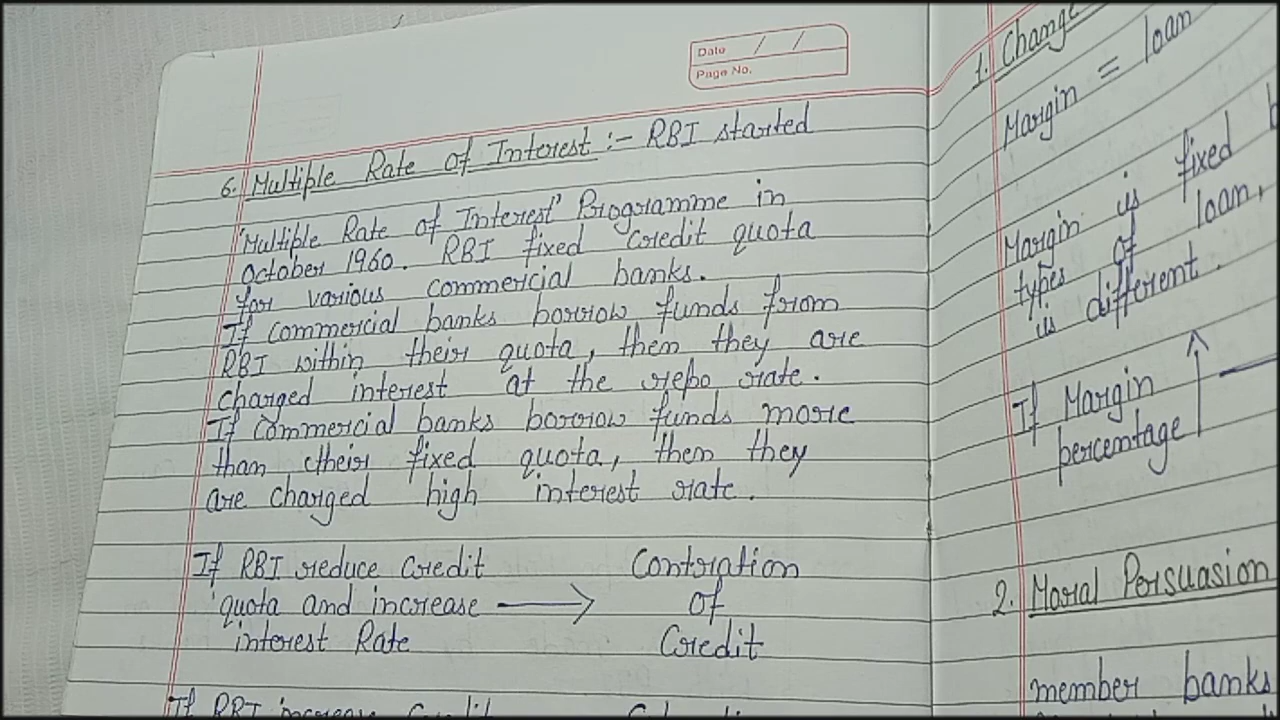 Date / /
Page No.
6. Multiple Rate of Interest :- RBI started
'Multiple Rate of Interest' Programme in
October 1960. RBI fixed credit quota
for various commercial banks.
If commercial banks borrow funds from
RBI within their quota, then they are
charged interest at the repo rate.
If commercial banks borrow funds more
than their fixed quota, then they
are charged high interest rate.
If RBI reduce credit
quota and increase → Contration
interest Rate of
Credit
If RBI increase Credit
1. Change
Margin = loan
Margin is fixed
types of loan,
is different.
If Margin ↑
percentage
2. Moral Persuasion
member banks